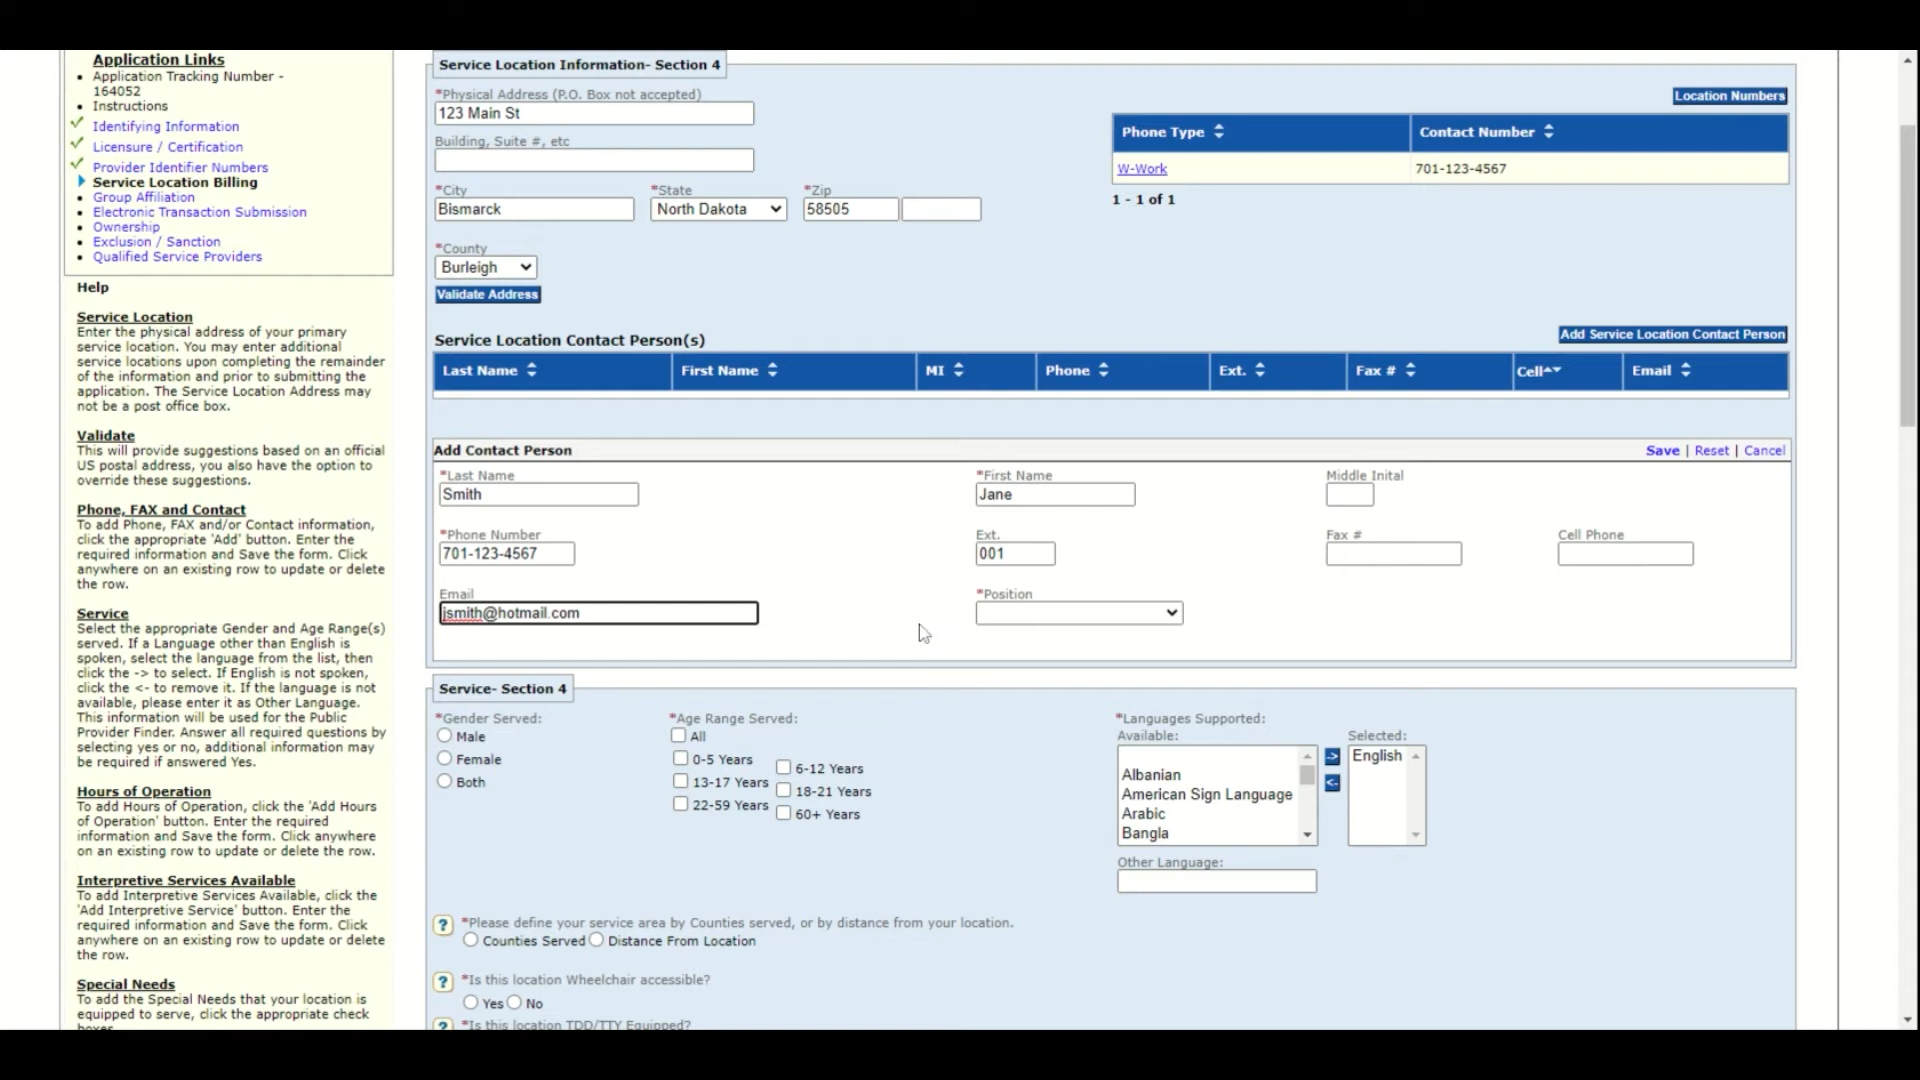 Application Links
Application Tracking Number -
164052
Instructions
Identifying Information
Licensure / Certification
Provider Identifier Numbers
Service Location Billing
Group Affiliation
Electronic Transaction Submission
Ownership
Exclusion / Sanction
Qualified Service Providers
Help
Service Location
Enter the physical address of your primary
service location. You may enter additional
service locations upon completing the remainder
of the information and prior to submitting the
application. The Service Location Address may
not be a post office box.
Validate
This will provide suggestions based on an official
US postal address, you also have the option to
override these suggestions.
Phone, FAX and Contact
To add Phone, FAX and/or Contact information,
click the appropriate 'Add' button. Enter the
required information and Save the form. Click
anywhere on an existing row to update or delete
the row.
Service
Select the appropriate Gender and Age Range(s)
served. If a Language other than English is
spoken, select the language from the list, then
click the -> to select. If English is not spoken,
click the <- to remove it. If the language is not
available, please enter it as Other Language.
This information will be used for the Public
Provider Finder. Answer all required questions by
selecting yes or no, additional information may
be required if answered Yes.
Hours of Operation
To add Hours of Operation, click the 'Add Hours
of Operation' button. Enter the required
information and Save the form. Click anywhere
on an existing row to update or delete the row.
Interpretive Services Available
To add Interpretive Services Available, click the
'Add Interpretive Service' button. Enter the
required information and Save the form. Click
anywhere on an existing row to update or delete
the row.
Special Needs
To add the Special Needs that your location is
equipped to serve, click the appropriate check
boxes
Service Location Information- Section 4
*Physical Address (P.O. Box not accepted)
123 Main St
Building, Suite #, etc
*City *State *Zip
Bismarck North Dakota 58505
*County
Burleigh
Validate Address
Location Numbers
Phone Type Contact Number
W-Work 701-123-4567
1 - 1 of 1
Service Location Contact Person(s) Add Service Location Contact Person
Last Name First Name MI Phone Ext. Fax # Cell Email
Add Contact Person Save | Reset | Cancel
*Last Name *First Name Middle Inital
Smith Jane
*Phone Number Ext. Fax # Cell Phone
701-123-4567 001
Email *Position
jsmith@hotmail.com
Service- Section 4
*Gender Served: *Age Range Served: *Languages Supported:
Male All Available: Selected:
Female 0-5 Years 6-12 Years English
Both 13-17 Years 18-21 Years Albanian
22-59 Years 60+ Years American Sign Language
Arabic
Bangla
-> 
<-
Other Language:
? *Please define your service area by Counties served, or by distance from your location.
Counties Served Distance From Location
? *Is this location Wheelchair accessible?
Yes No
? *Is this location TDD/TTY Equipped?